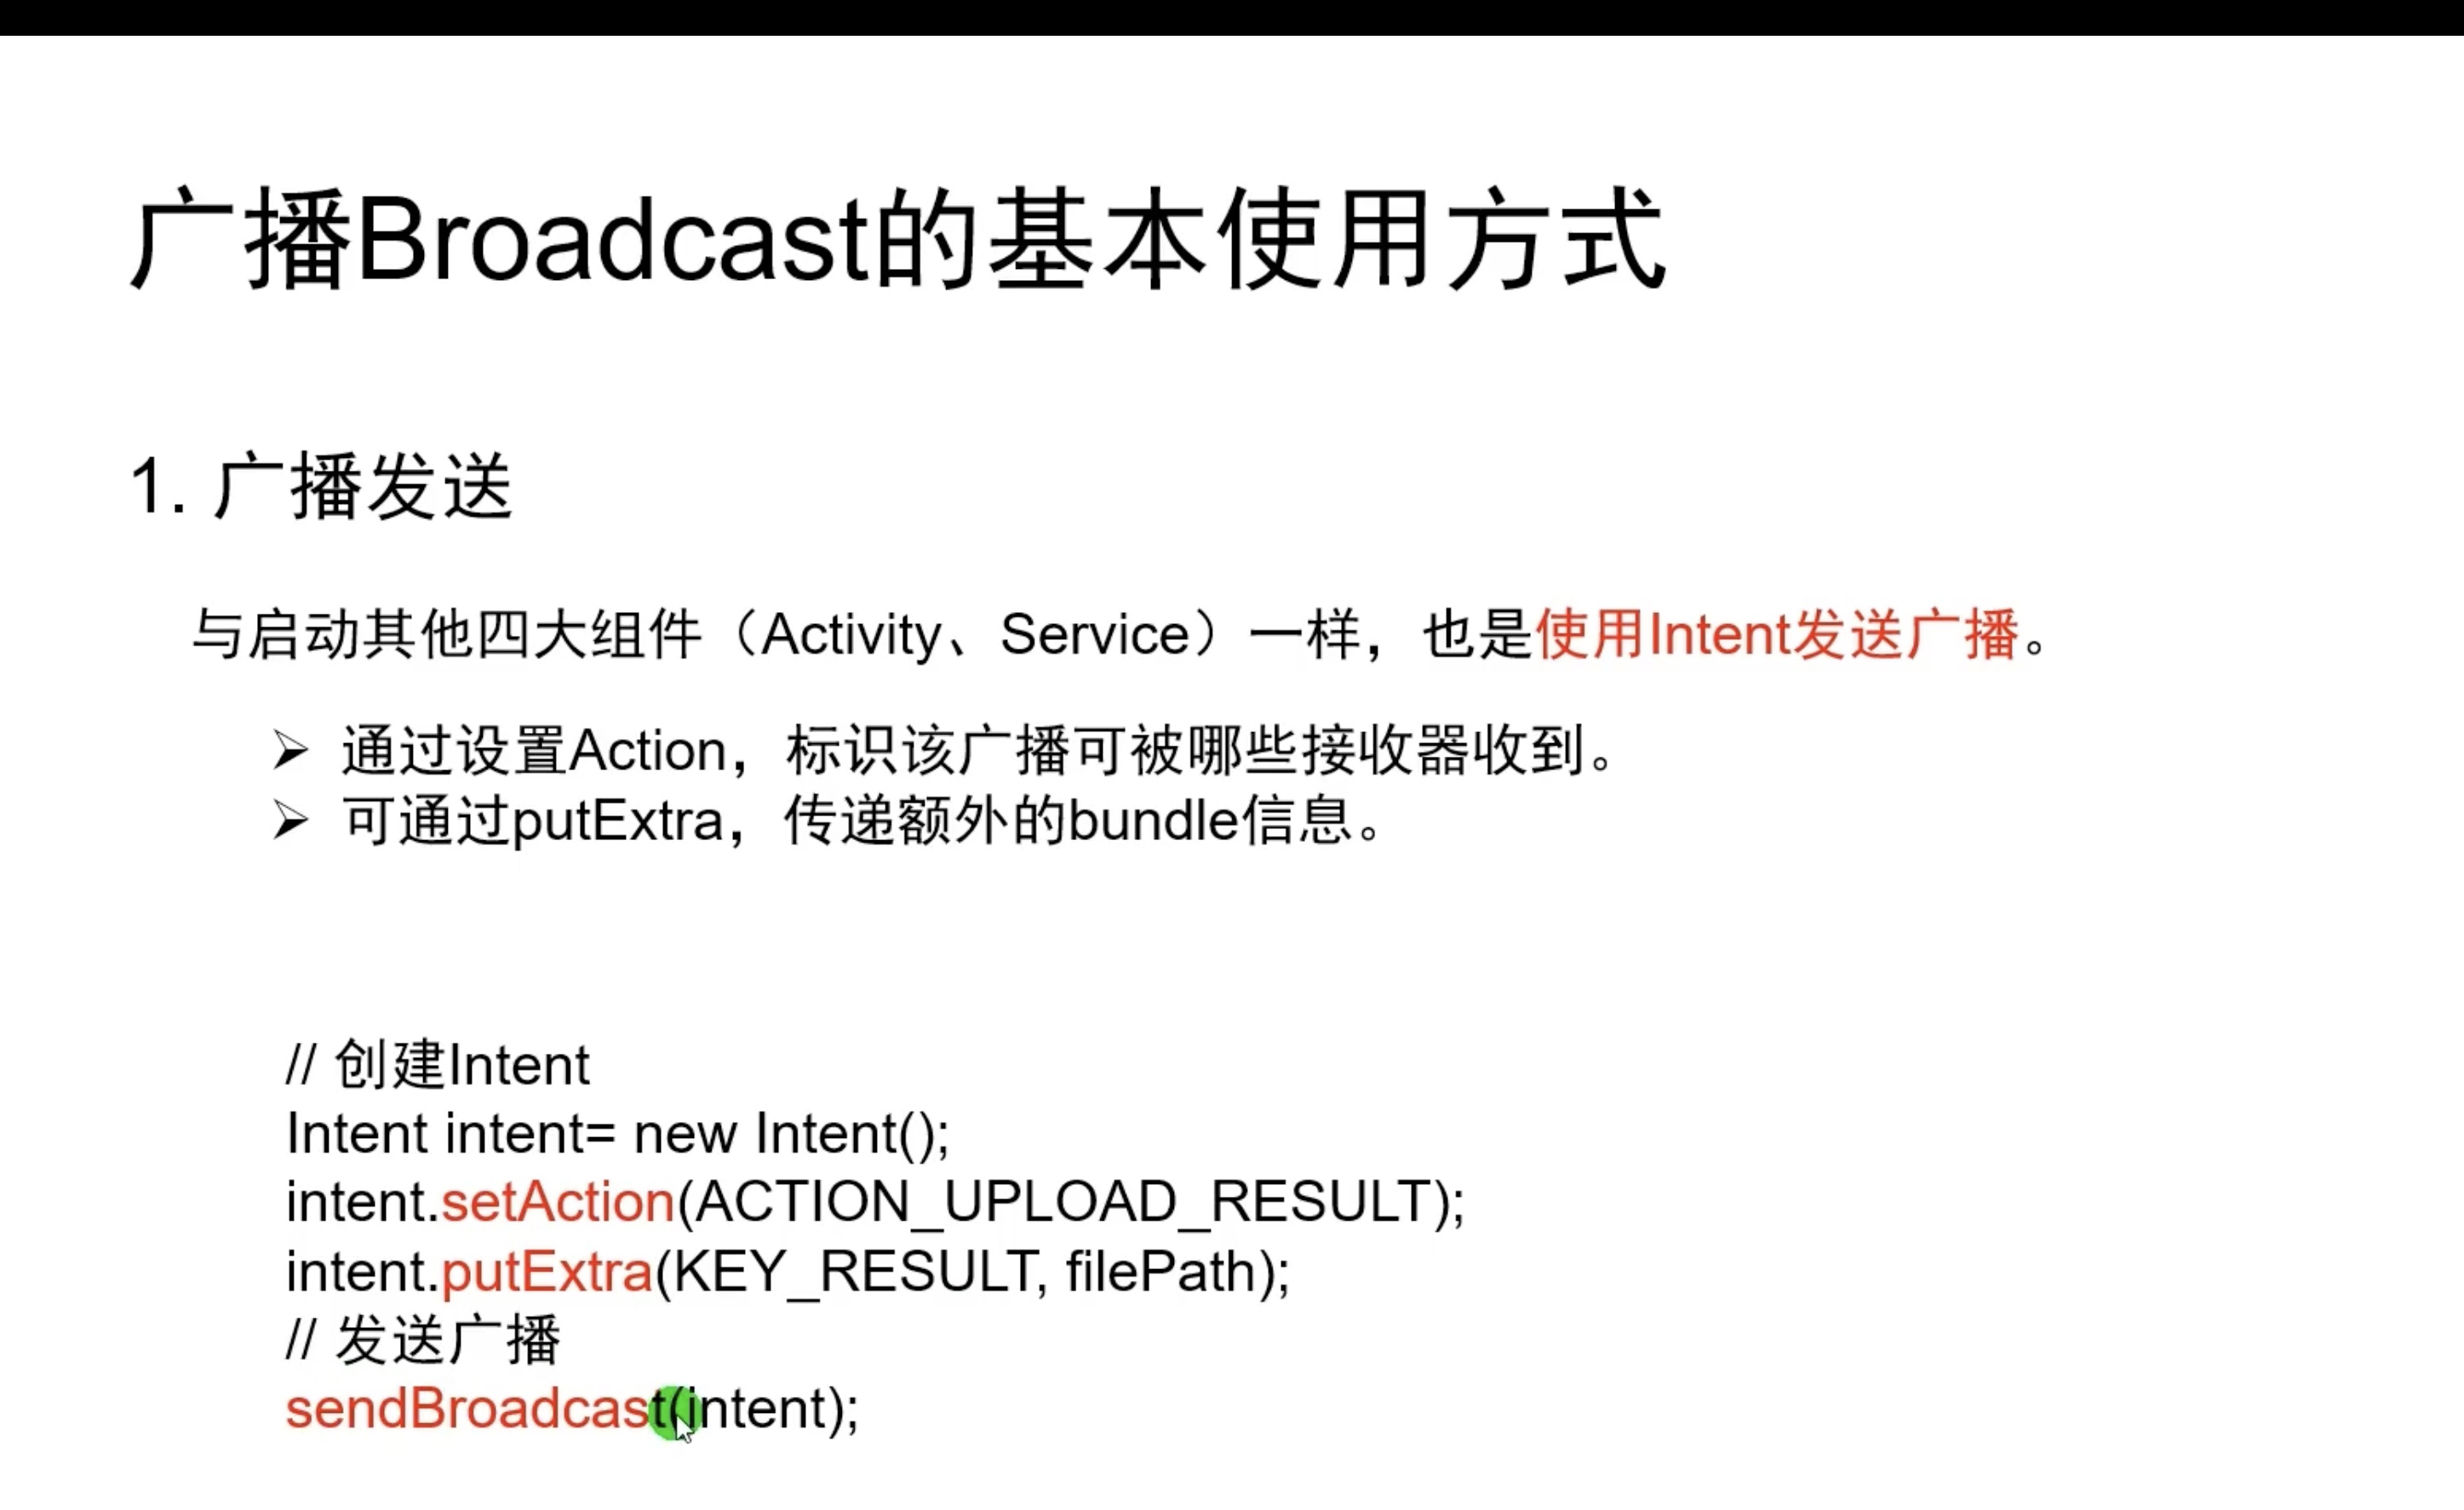 广播Broadcast的基本使用方式
1. 广播发送
与启动其他四大组件（Activity、Service）一样，也是使用Intent发送广播。
➢ 通过设置Action，标识该广播可被哪些接收器收到。
➢ 可通过putExtra，传递额外的bundle信息。
// 创建Intent
Intent intent= new Intent();
intent.setAction(ACTION_UPLOAD_RESULT);
intent.putExtra(KEY_RESULT, filePath);
// 发送广播
sendBroadcast(intent);